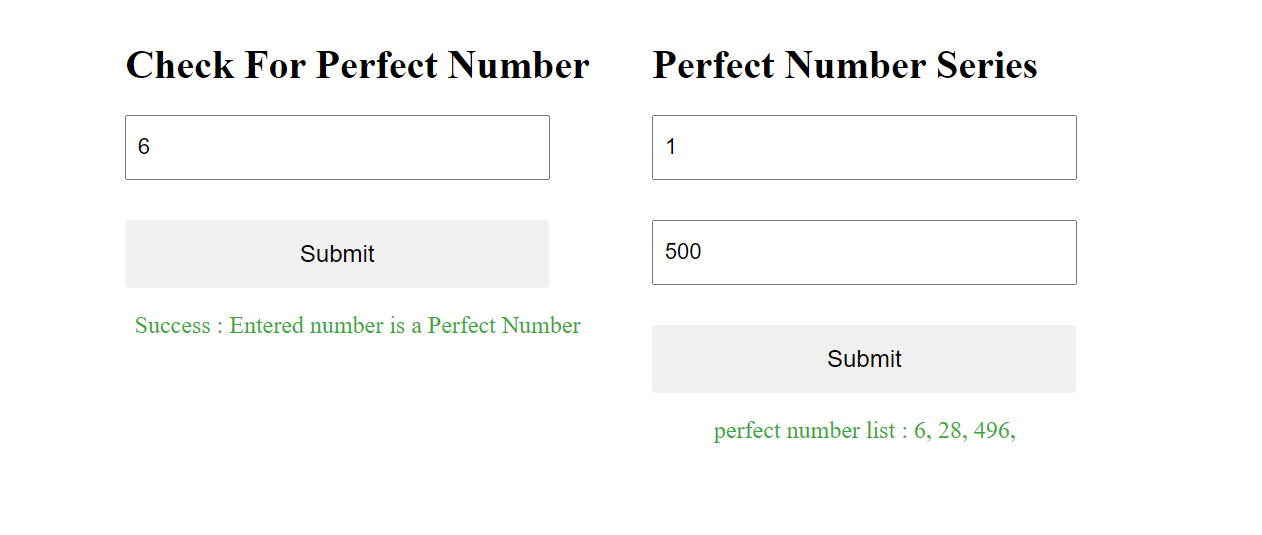 Check For Perfect Number
6
Submit
Success : Entered number is a Perfect Number
Perfect Number Series
1
500
Submit
perfect number list : 6, 28, 496,